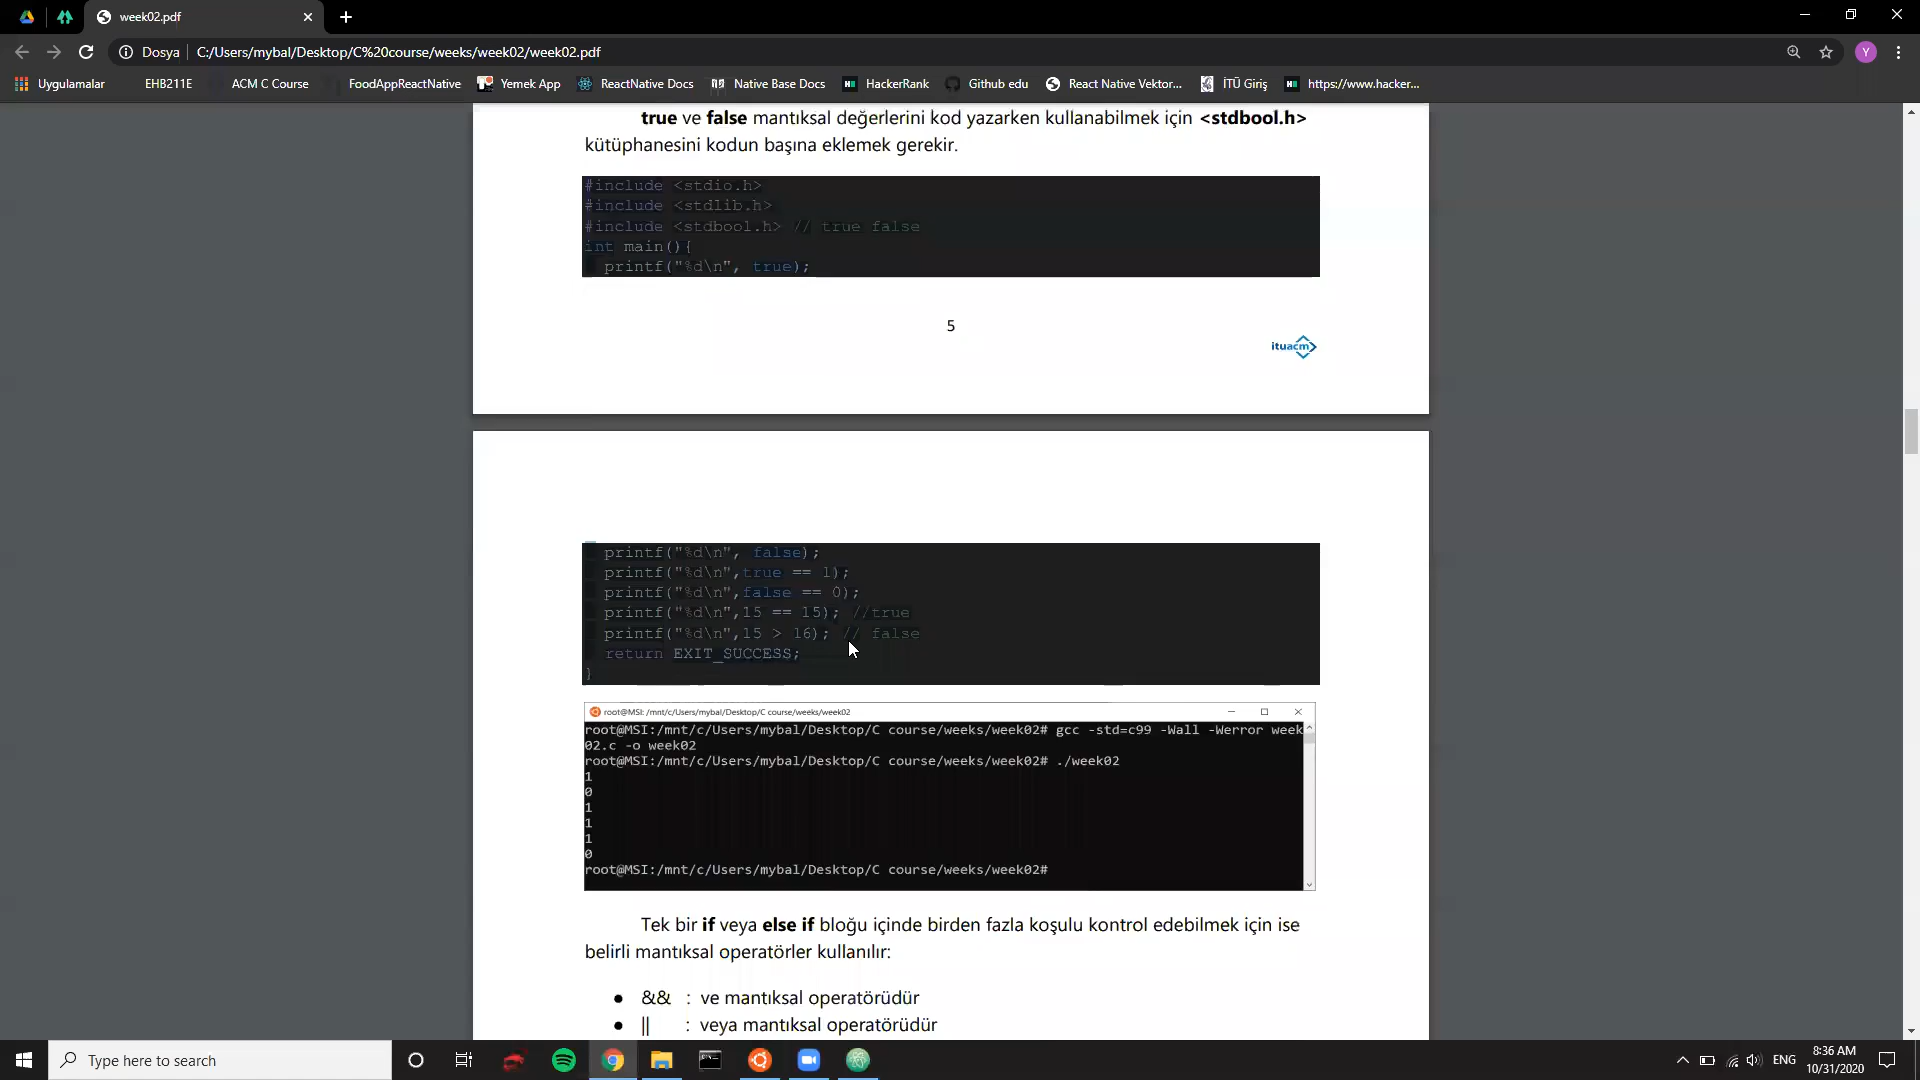 week02.pdf
Dosya
C:/Users/mybal/Desktop/C%20course/weeks/week02/week02.pdf
Y
Uygulamalar
EHB211E
ACM C Course
FoodAppReactNative
Yemek App
ReactNative Docs
Native Base Docs
HackerRank
Github edu
React Native Vektor...
İTÜ Giriş
https://www.hacker...
true ve false mantıksal değerlerini kod yazarken kullanabilmek için <stdbool.h>
kütüphanesini kodun başına eklemek gerekir.
#include <stdio.h>
#include <stdlib.h>
#include <stdbool.h> // true false
int main(){
printf("%d\n", true);
5
ituacm
printf("%d\n", false);
printf("%d\n",true == 1);
printf("%d\n",false == 0);
printf("%d\n",15 == 15); //true
printf("%d\n",15 > 16); // false
return EXIT_SUCCESS;
}
root@MSI: /mnt/c/Users/mybal/Desktop/C course/weeks/week02
root@MSI:/mnt/c/Users/mybal/Desktop/C course/weeks/week02# gcc -std=c99 -Wall -Werror week
02.c -o week02
root@MSI:/mnt/c/Users/mybal/Desktop/C course/weeks/week02# ./week02
1
0
1
1
1
0
root@MSI:/mnt/c/Users/mybal/Desktop/C course/weeks/week02#
Tek bir if veya else if bloğu içinde birden fazla koşulu kontrol edebilmek için ise
belirli mantıksal operatörler kullanılır:
● && : ve mantıksal operatörüdür
● || : veya mantıksal operatörüdür
Type here to search
ENG
8:36 AM
10/31/2020